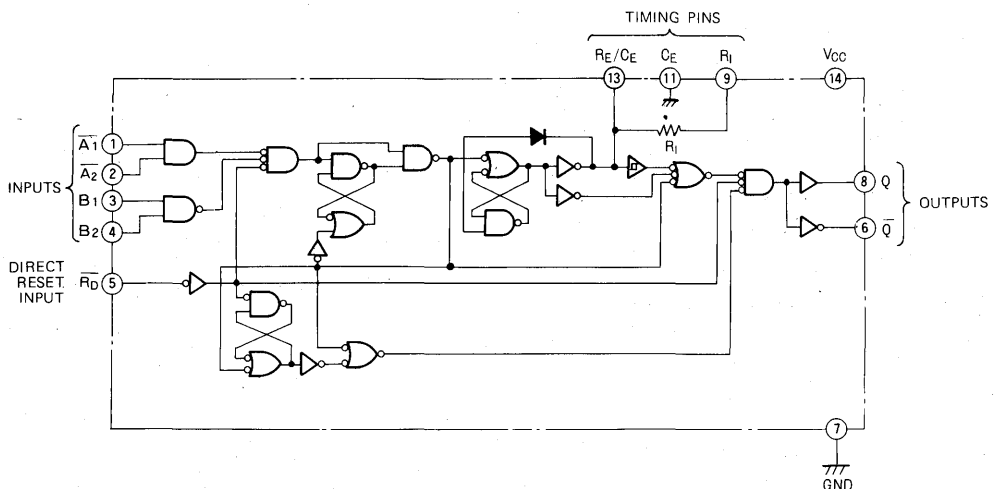 TIMING PINS
RE/CE CE RI VCC
13 11 9 14
RI
INPUTS
A1 1
A2 2
B1 3
B2 4
DIRECT RESET INPUT
RD 5
8 Q
6 Q
OUTPUTS
7
GND